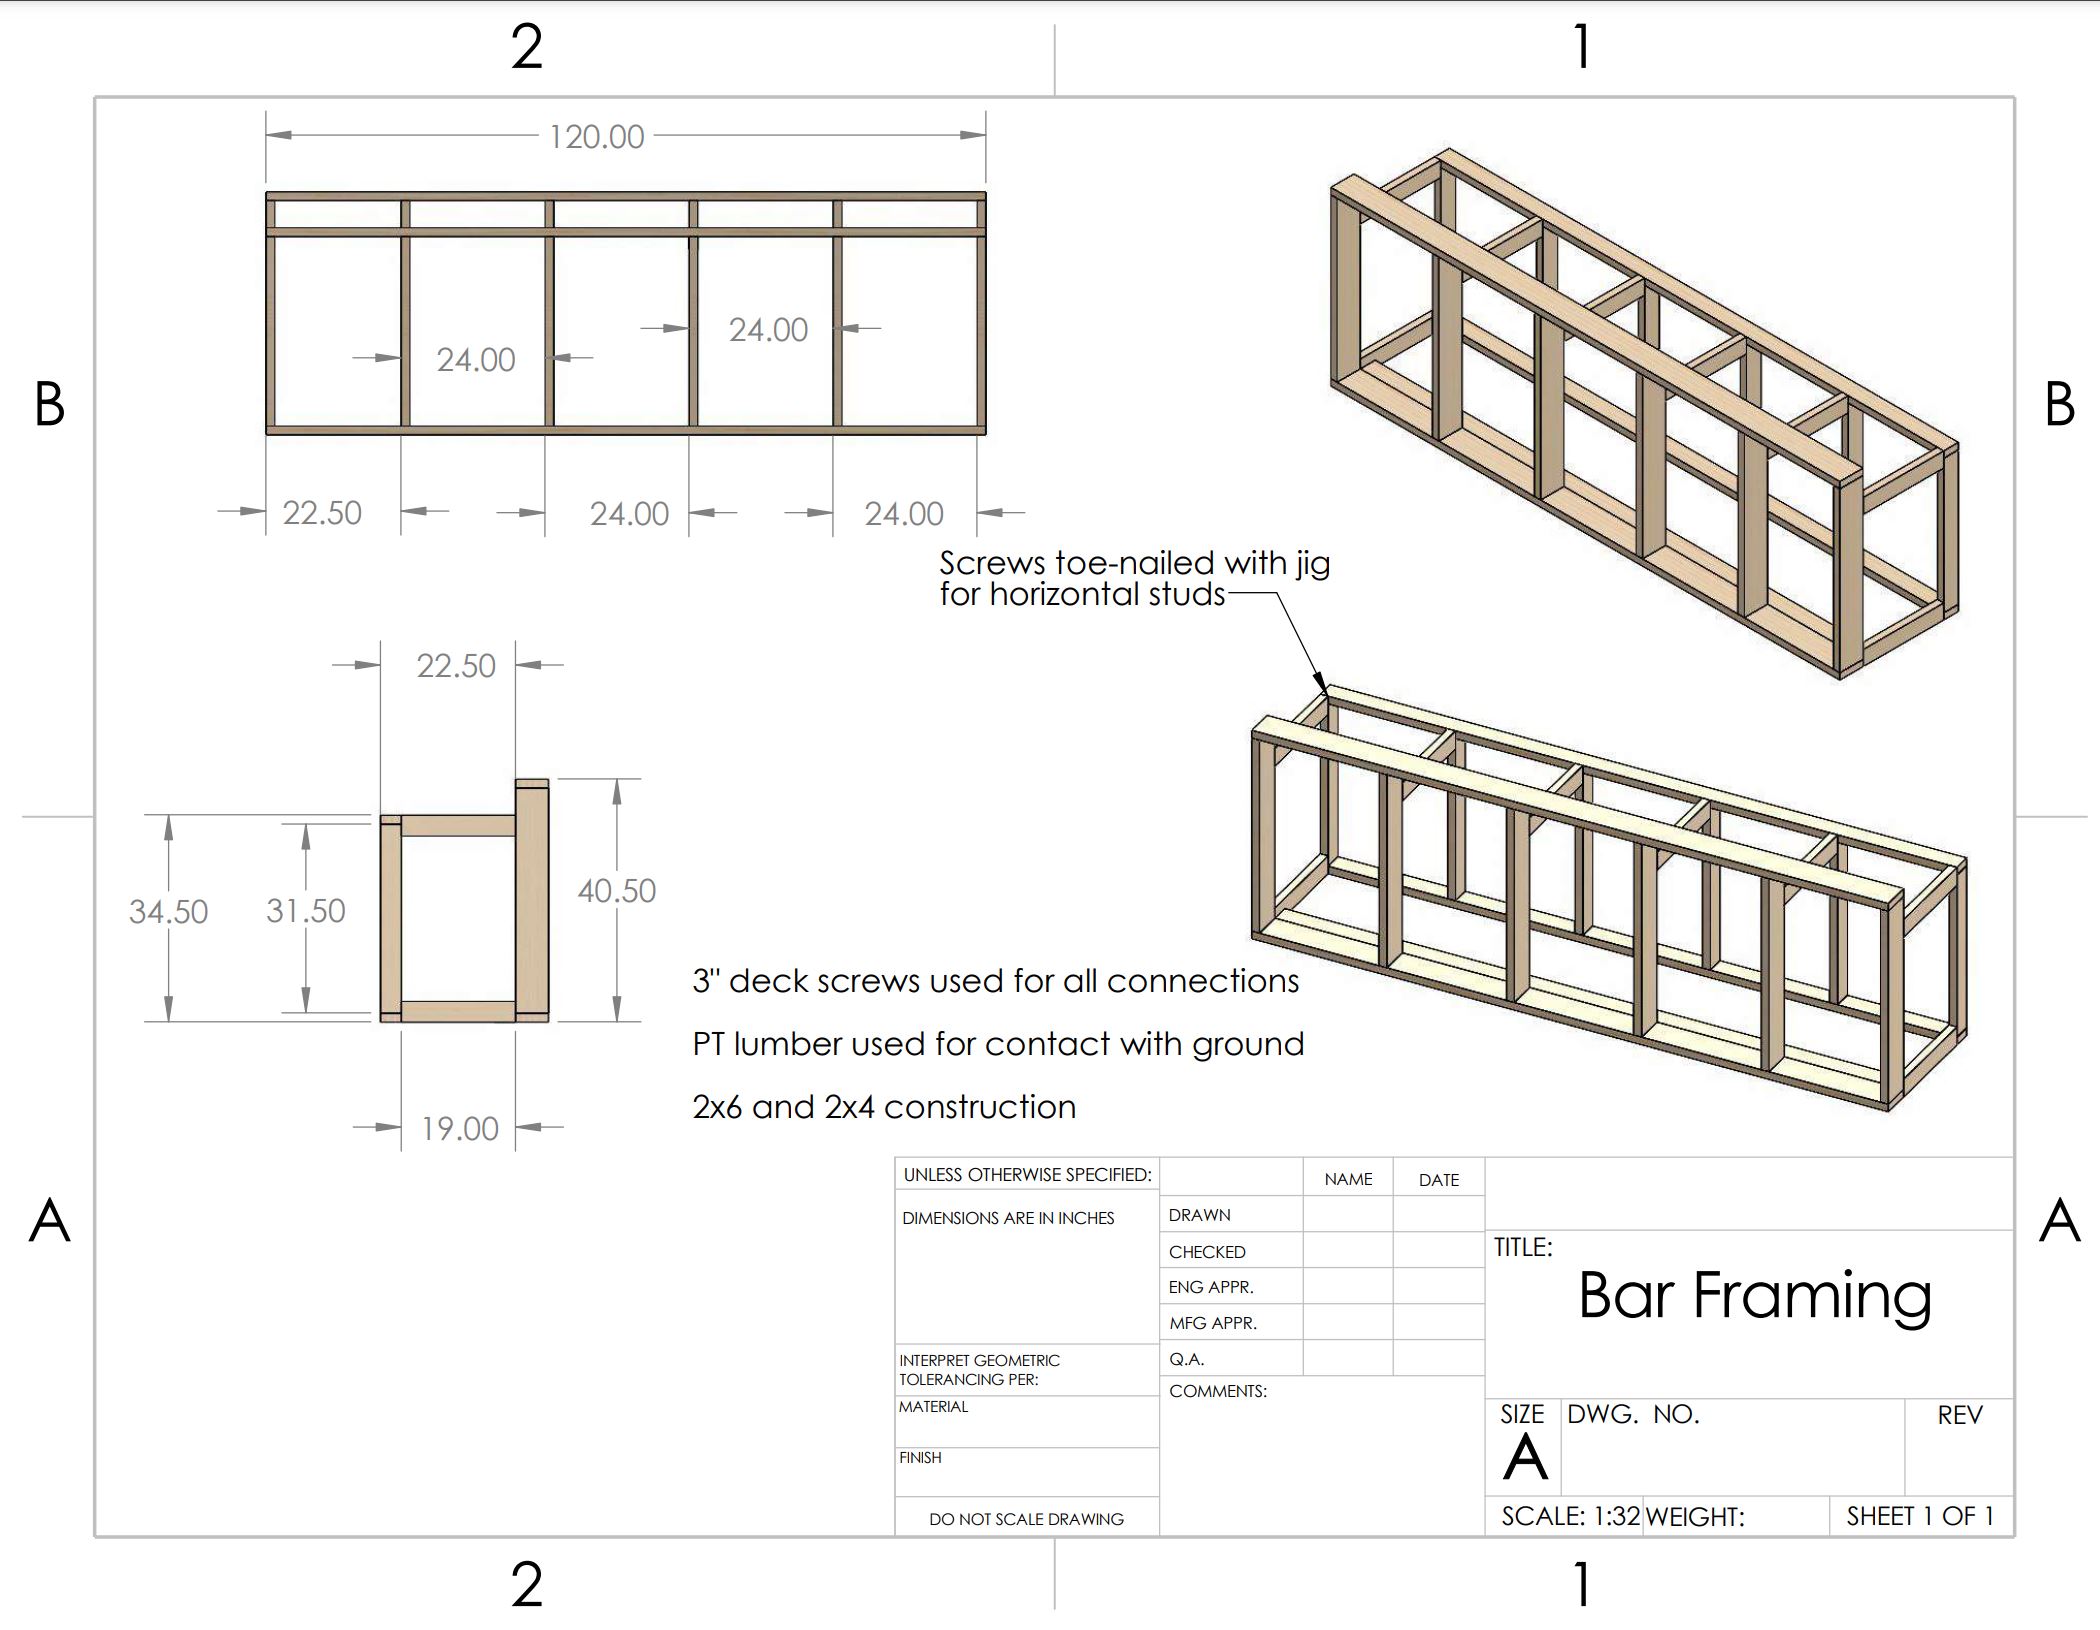 2
1
120.00
B
B
24.00
24.00
22.50
24.00
24.00
Screws toe-nailed with jig
for horizontal studs
22.50
34.50
31.50
40.50
3" deck screws used for all connections
PT lumber used for contact with ground
2x6 and 2x4 construction
19.00
A
A
UNLESS OTHERWISE SPECIFIED:
DIMENSIONS ARE IN INCHES
INTERPRET GEOMETRIC
TOLERANCING PER:
MATERIAL
FINISH
DO NOT SCALE DRAWING
NAME
DATE
DRAWN
CHECKED
ENG APPR.
MFG APPR.
Q.A.
COMMENTS:
TITLE:
Bar Framing
SIZE
A
DWG. NO.
REV
SCALE: 1:32
WEIGHT:
SHEET 1 OF 1
2
1